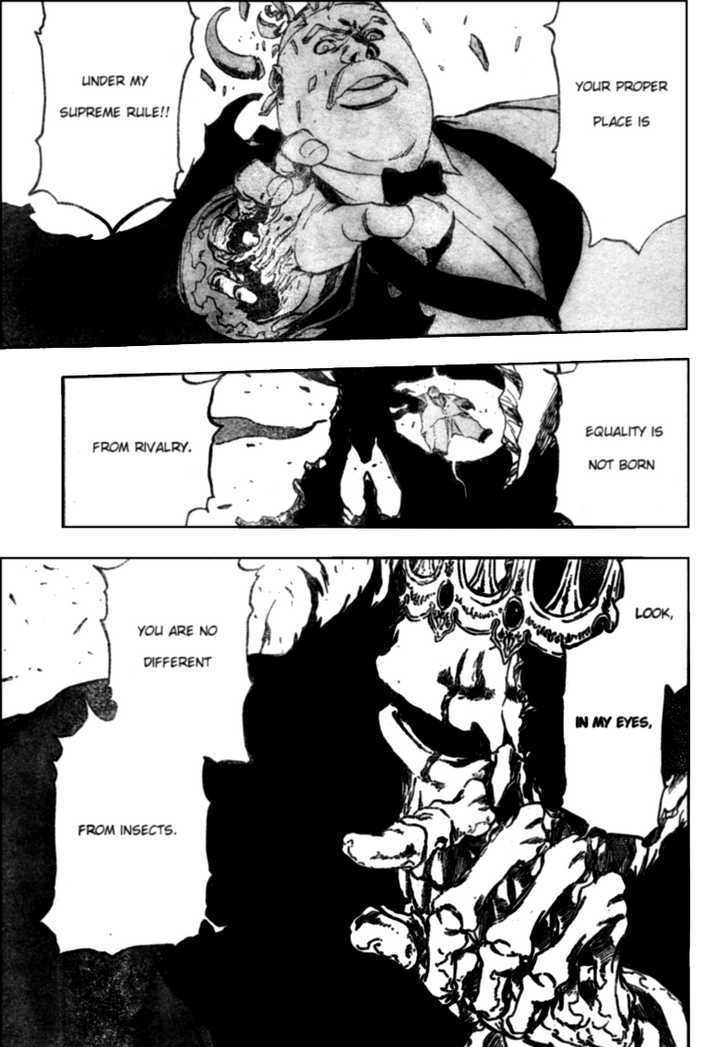 YOUR PROPER
PLACE IS
UNDER MY
SUPREME RULE!!
EQUALITY IS
NOT BORN
FROM RIVALRY.
LOOK,
IN MY EYES,
YOU ARE NO
DIFFERENT
FROM INSECTS.